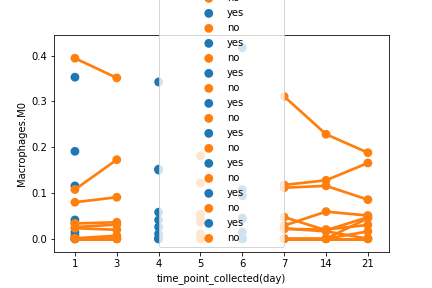 no
yes
no
yes
no
yes
no
yes
no
yes
no
yes
no
yes
no
yes
no
0.4
0.3
0.2
0.1
0.0
Macrophages.M0
1 3 4 5 6 7 14 21
time_point_collected(day)